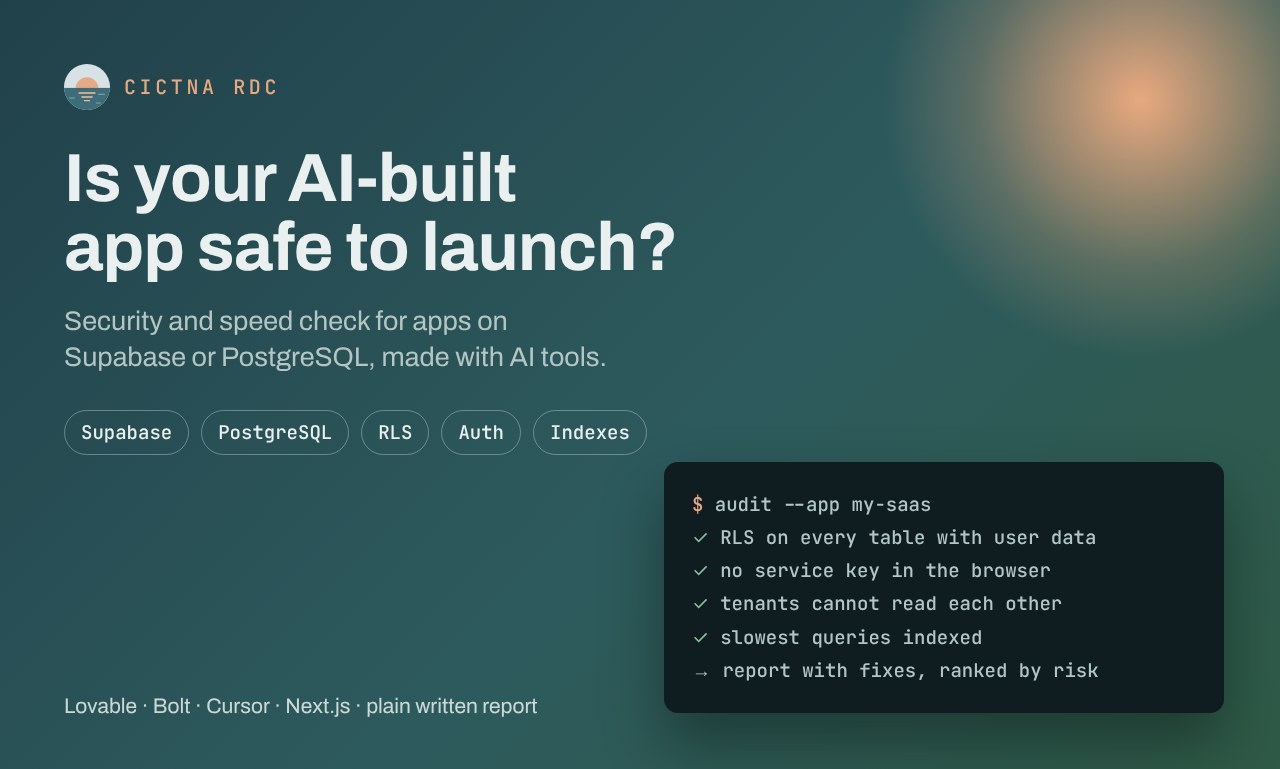 CICTNA RDC
Is your AI-built
app safe to launch?
Security and speed check for apps on
Supabase or PostgreSQL, made with AI tools.
Supabase PostgreSQL RLS Auth Indexes
$ audit --app my-saas
✓ RLS on every table with user data
✓ no service key in the browser
✓ tenants cannot read each other
✓ slowest queries indexed
→ report with fixes, ranked by risk
Lovable · Bolt · Cursor · Next.js · plain written report